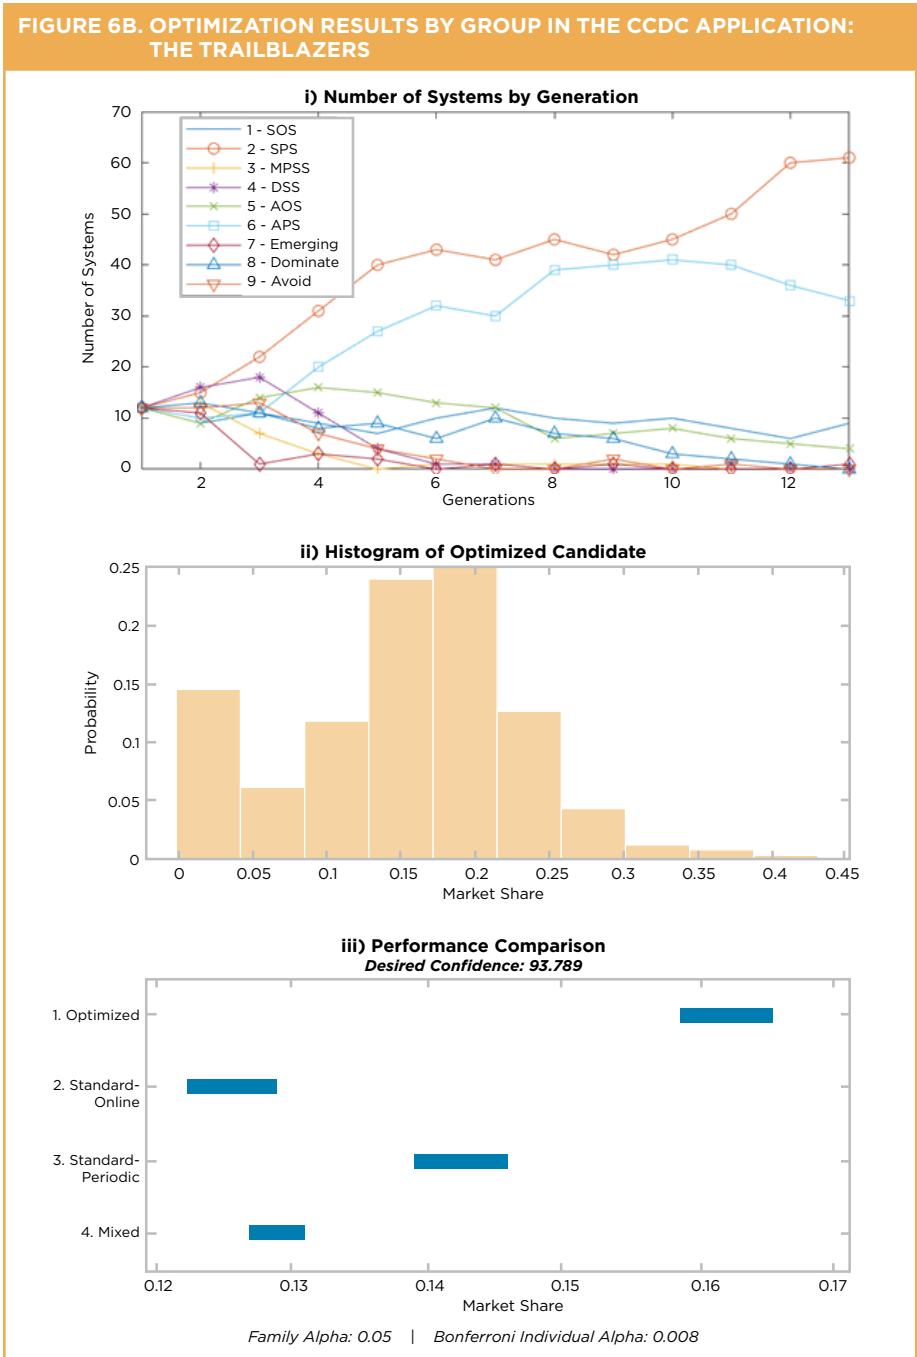 FIGURE 6B. OPTIMIZATION RESULTS BY GROUP IN THE CCDC APPLICATION:
THE TRAILBLAZERS
i) Number of Systems by Generation
70
60
50
40
30
20
10
0
Number of Systems
1 - SOS
2 - SPS
3 - MPSS
4 - DSS
5 - AOS
6 - APS
7 - Emerging
8 - Dominate
9 - Avoid
2 4 6 8 10 12
Generations
ii) Histogram of Optimized Candidate
0.25
0.2
0.15
0.1
0.05
0
Probability
0 0.05 0.1 0.15 0.2 0.25 0.3 0.35 0.4 0.45
Market Share
iii) Performance Comparison
Desired Confidence: 93.789
1. Optimized
2. Standard-
Online
3. Standard-
Periodic
4. Mixed
0.12 0.13 0.14 0.15 0.16 0.17
Market Share
Family Alpha: 0.05 | Bonferroni Individual Alpha: 0.008